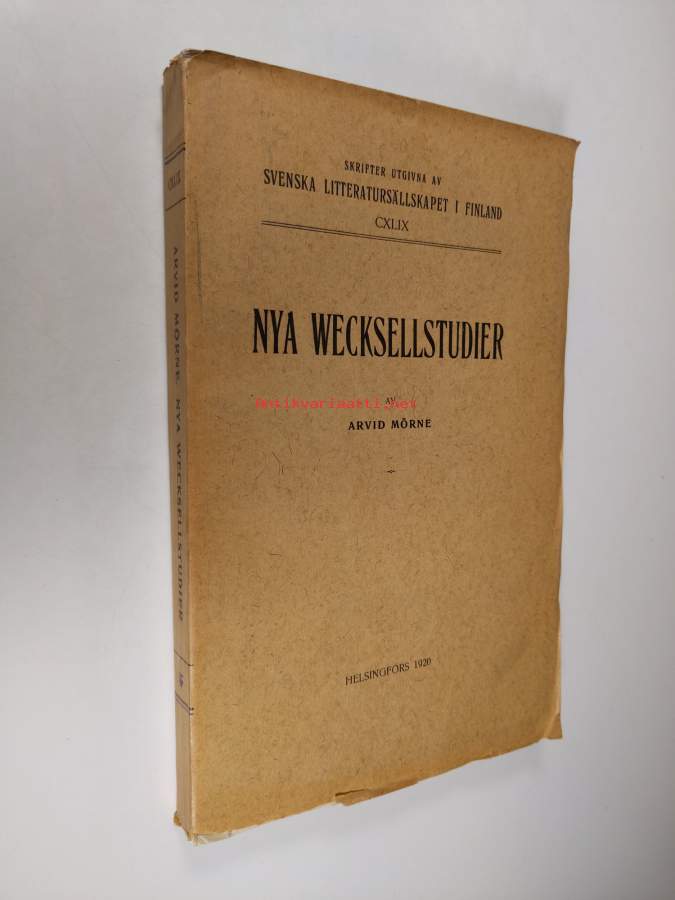 SKRIFTER UTGIVNA AV
SVENSKA LITTERATURSÄLLSKAPET I FINLAND
CXLIX
NYA WECKSELLSTUDIER
AV
antikvariaatti.net
ARVID MÖRNE
HELSINGFORS 1920
CXLIX
ARVID MÖRNE. NYA WECKSELLSTUDIER